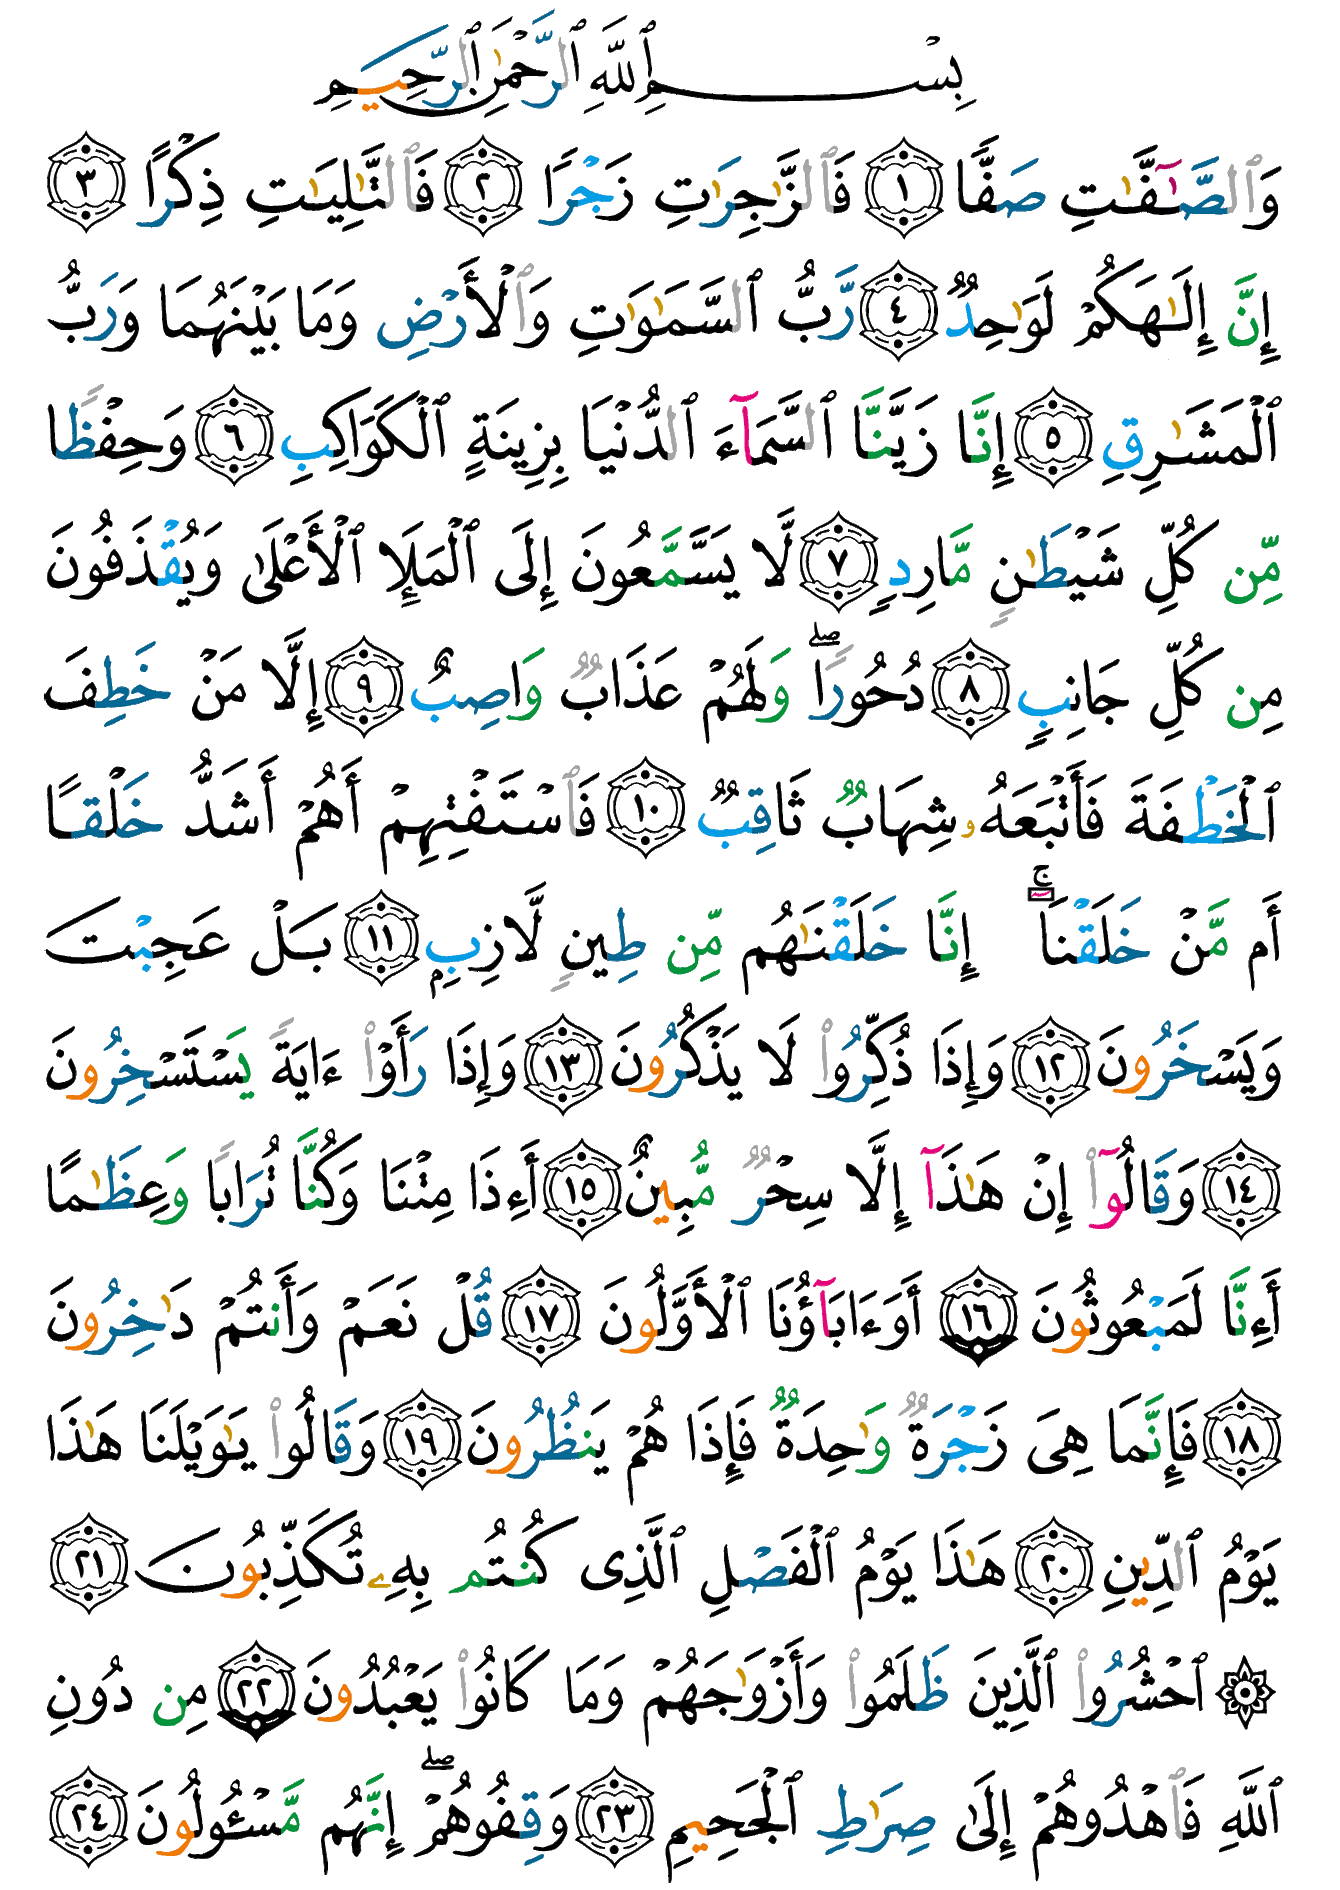 بِسْمِ ٱللَّهِ ٱلرَّحْمَٰنِ ٱلرَّحِيمِ
وَٱلصَّٰٓفَّٰتِ صَفًّا ١ فَٱلزَّٰجِرَٰتِ زَجْرًا ٢ فَٱلتَّٰلِيَٰتِ ذِكْرًا ٣
إِنَّ إِلَٰهَكُمْ لَوَٰحِدٌ ٤ رَّبُّ ٱلسَّمَٰوَٰتِ وَٱلْأَرْضِ وَمَا بَيْنَهُمَا وَرَبُّ
ٱلْمَشَٰرِقِ ٥ إِنَّا زَيَّنَّا ٱلسَّمَآءَ ٱلدُّنْيَا بِزِينَةٍ ٱلْكَوَاكِبِ ٦ وَحِفْظًا
مِّن كُلِّ شَيْطَٰنٍ مَّارِدٍ ٧ لَّا يَسَّمَّعُونَ إِلَى ٱلْمَلَإِ ٱلْأَعْلَىٰ وَيُقْذَفُونَ
مِن كُلِّ جَانِبٍ ٨ دُحُورًا ۖ وَلَهُمْ عَذَابٌ وَاصِبٌ ٩ إِلَّا مَنْ خَطِفَ
ٱلْخَطْفَةَ فَأَتْبَعَهُۥ شِهَابٌ ثَاقِبٌ ١٠ فَٱسْتَفْتِهِمْ أَهُمْ أَشَدُّ خَلْقًا
أَم مَّنْ خَلَقْنَا ۚ إِنَّا خَلَقْنَٰهُم مِّن طِينٍ لَّازِبٍۭ ١١ بَلْ عَجِبْتَ
وَيَسْخَرُونَ ١٢ وَإِذَا ذُكِّرُوا۟ لَا يَذْكُرُونَ ١٣ وَإِذَا رَأَوْا۟ ءَايَةً يَسْتَسْخِرُونَ
١٤ وَقَالُوٓا۟ إِنْ هَٰذَآ إِلَّا سِحْرٌ مُّبِينٌ ١٥ أَءِذَا مِتْنَا وَكُنَّا تُرَابًا وَعِظَٰمًا
أَءِنَّا لَمَبْعُوثُونَ ١٦ أَوَءَابَآؤُنَا ٱلْأَوَّلُونَ ١٧ قُلْ نَعَمْ وَأَنتُمْ دَٰخِرُونَ
١٨ فَإِنَّمَا هِىَ زَجْرَةٌ وَٰحِدَةٌ فَإِذَا هُمْ يَنظُرُونَ ١٩ وَقَالُوا۟ يَٰوَيْلَنَا هَٰذَا
يَوْمُ ٱلدِّينِ ٢٠ هَٰذَا يَوْمُ ٱلْفَصْلِ ٱلَّذِى كُنتُم بِهِۦ تُكَذِّبُونَ ٢١
۞ ٱحْشُرُوا۟ ٱلَّذِينَ ظَلَمُوا۟ وَأَزْوَٰجَهُمْ وَمَا كَانُوا۟ يَعْبُدُونَ ٢٢ مِن دُونِ
ٱللَّهِ فَٱهْدُوهُمْ إِلَىٰ صِرَٰطِ ٱلْجَحِيمِ ٢٣ وَقِفُوهُمْ ۖ إِنَّهُم مَّسْـُٔولُونَ ٢٤